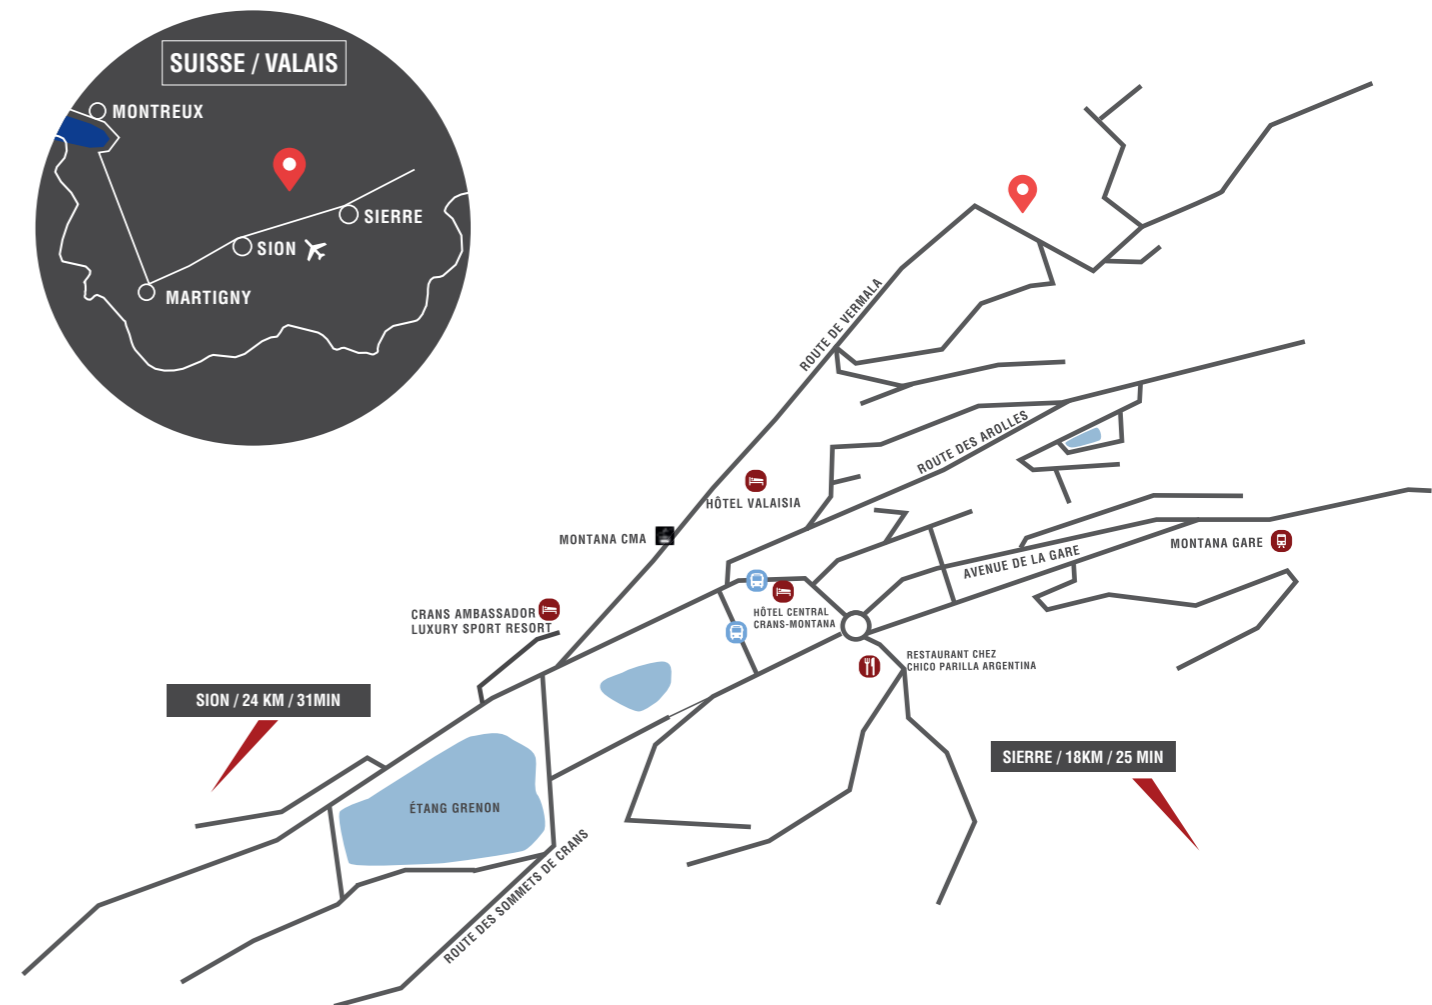 SUISSE / VALAIS
MONTREUX
SIERRE
SION
MARTIGNY
ROUTE DE VERMALA
ROUTE DES AROLLES
HÔTEL VALAISIA
MONTANA CMA
MONTANA GARE
AVENUE DE LA GARE
CRANS AMBASSADOR
LUXURY SPORT RESORT
HÔTEL CENTRAL
CRANS-MONTANA
RESTAURANT CHEZ
CHICO PARILLA ARGENTINA
SION / 24 KM / 31MIN
SIERRE / 18KM / 25 MIN
ÉTANG GRENON
ROUTE DES SOMMETS DE CRANS